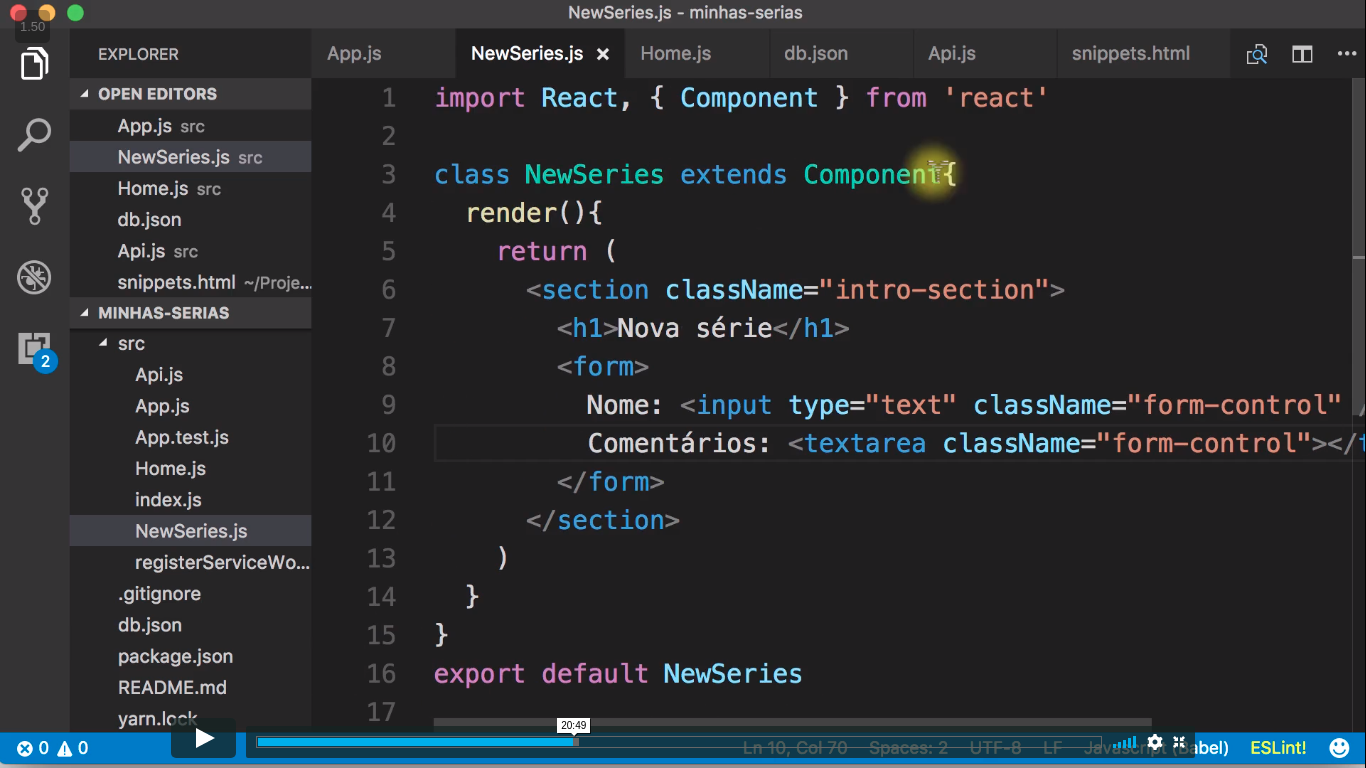 NewSeries.js - minhas-serias
1.50
EXPLORER
App.js
NewSeries.js ×
Home.js
db.json
Api.js
snippets.html
OPEN EDITORS
App.js src
NewSeries.js src
Home.js src
db.json
Api.js src
snippets.html ~/Proje...
MINHAS-SERIAS
src
Api.js
App.js
App.test.js
Home.js
index.js
NewSeries.js
registerServiceWo...
.gitignore
db.json
package.json
README.md
yarn.lock
2
1 import React, { Component } from 'react'
2
3 class NewSeries extends Component{
4 render(){
5 return (
6 <section className="intro-section">
7 <h1>Nova série</h1>
8 <form>
9 Nome: <input type="text" className="form-control" /
10 Comentários: <textarea className="form-control"></t
11 </form>
12 </section>
13 )
14 }
15 }
16 export default NewSeries
17
20:49
0 0
Ln 10, Col 70 Spaces: 2 UTF-8 LF Javascript (Babel) ESLint!